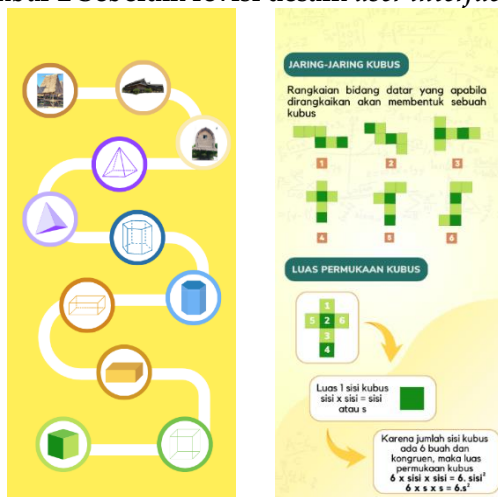 JARING-JARING KUBUS
Rangkaian bidang datar yang apabila
dirangkaikan akan membentuk sebuah
kubus
1 2 3
4 5 6
LUAS PERMUKAAN KUBUS
1
5 2 6
3
4
Luas 1 sisi kubus
sisi x sisi = sisi
atau s
Karena jumlah sisi kubus
ada 6 buah dan
kongruen, maka luas
permukaan kubus
6 x sisi x sisi = 6. sisi²
6 x s x s = 6.s²